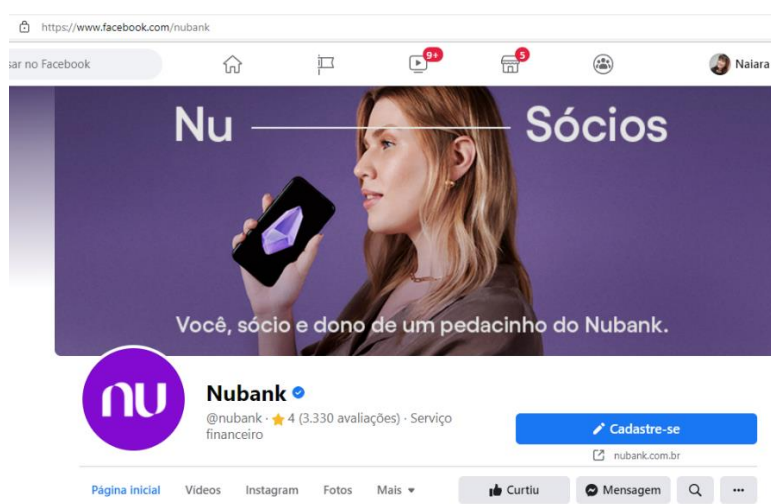 https://www.facebook.com/nubank
sar no Facebook
9+
5
Naiara
Nu Sócios
Você, sócio e dono de um pedacinho do Nubank.
nu
Nubank
@nubank · 4 (3.330 avaliações) · Serviço
financeiro
Cadastre-se
nubank.com.br
Página inicial Vídeos Instagram Fotos Mais Curtiu Mensagem